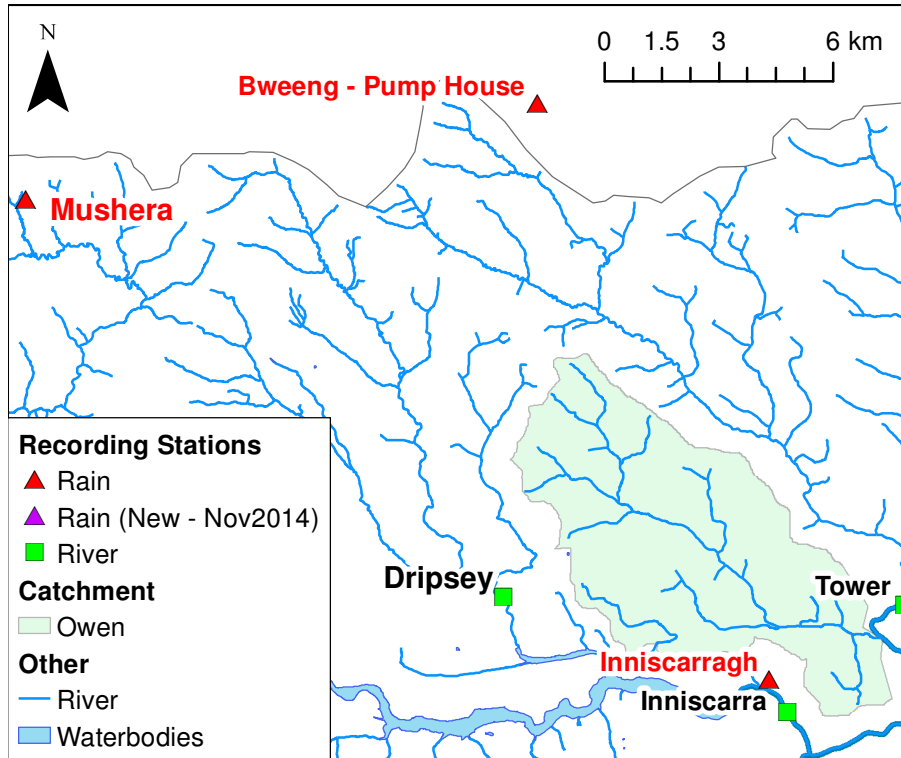 N
0 1.5 3 6 km
Bweeng - Pump House
Mushera
Dripsey
Tower
Inniscarragh
Inniscarra
Recording Stations
Rain
Rain (New - Nov2014)
River
Catchment
Owen
Other
River
Waterbodies